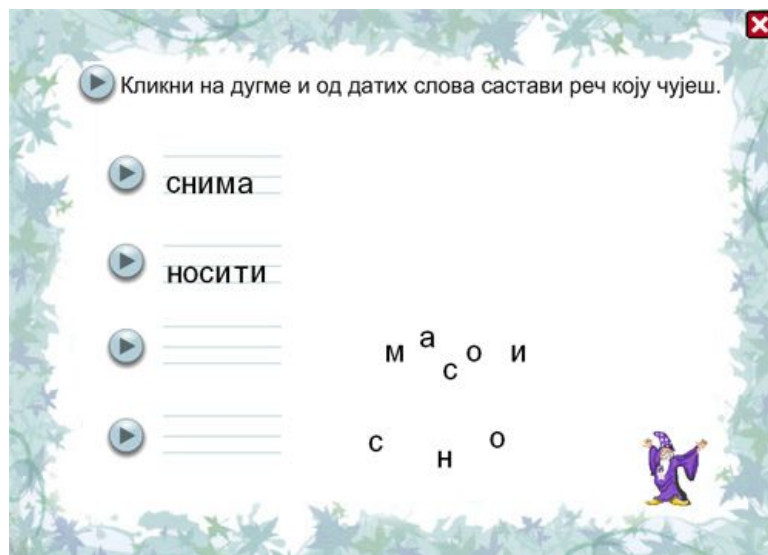 Кликни на дугме и од датих слова састави реч коју чујеш.
снима
носити
м а с о и
с н о